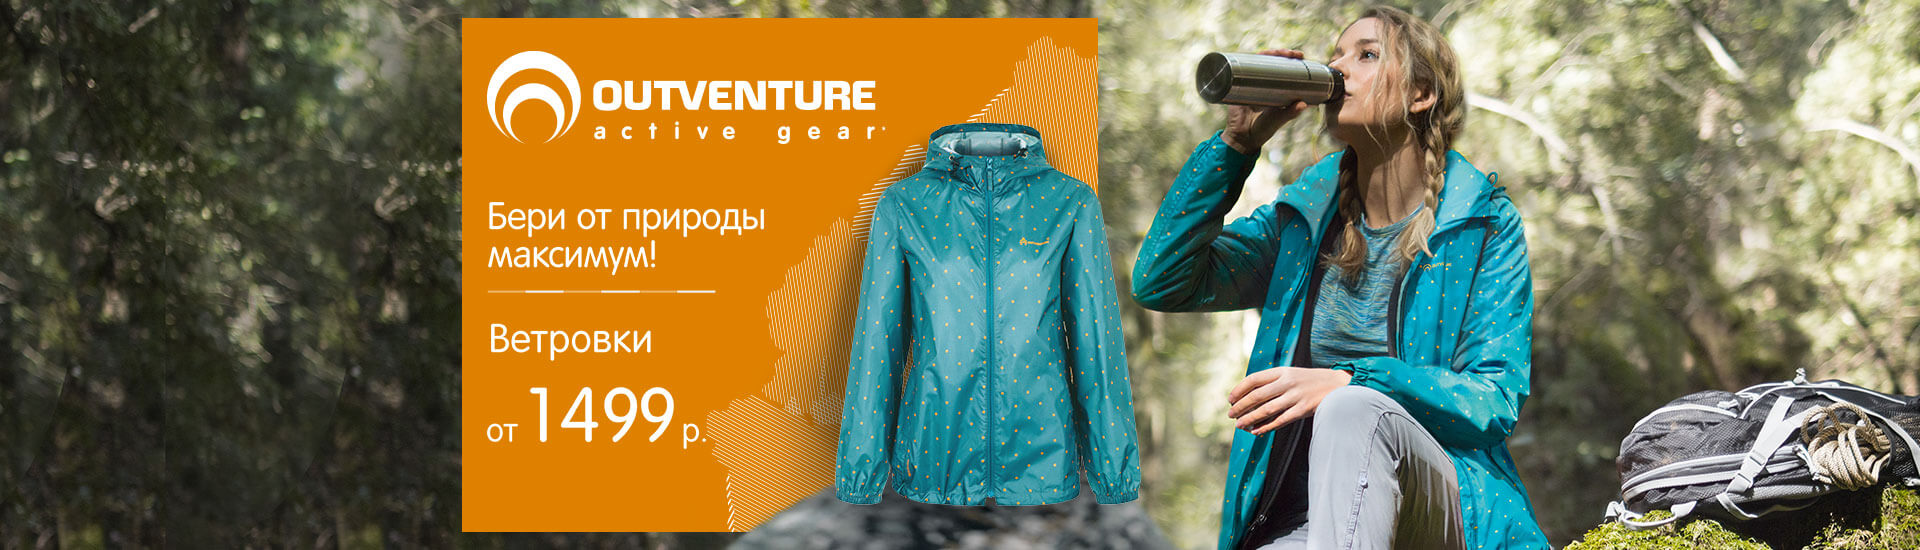 OUTVENTURE
active gear
Бери от природы
максимум!
Ветровки
от 1499 р.